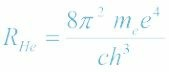 R_{He} = \frac{8\pi^2 m_e e^4}{ch^3}